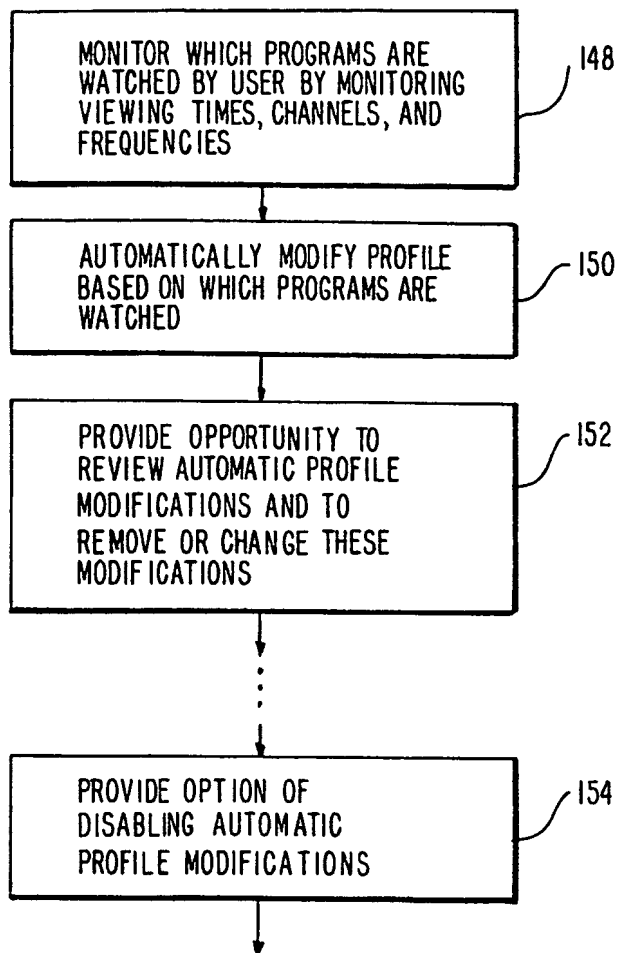 MONITOR WHICH PROGRAMS ARE
WATCHED BY USER BY MONITORING
VIEWING TIMES, CHANNELS, AND
FREQUENCIES
148
AUTOMATICALLY MODIFY PROFILE
BASED ON WHICH PROGRAMS ARE
WATCHED
150
PROVIDE OPPORTUNITY TO
REVIEW AUTOMATIC PROFILE
MODIFICATIONS AND TO
REMOVE OR CHANGE THESE
MODIFICATIONS
152
PROVIDE OPTION OF
DISABLING AUTOMATIC
PROFILE MODIFICATIONS
154